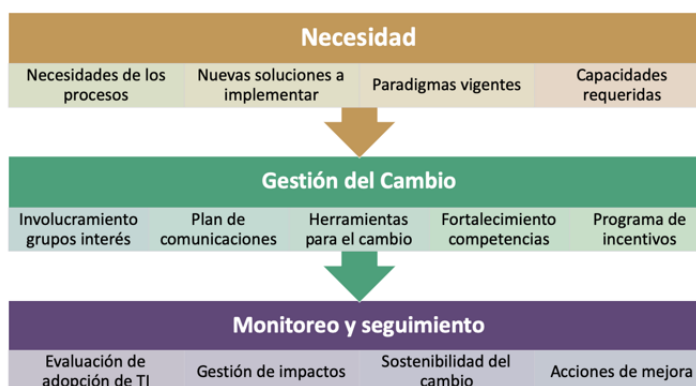 Necesidad
Necesidades de los
procesos
Nuevas soluciones a
implementar
Paradigmas vigentes
Capacidades
requeridas
Gestión del Cambio
Involucramiento
grupos interés
Plan de
comunicaciones
Herramientas
para el cambio
Fortalecimiento
competencias
Programa de
incentivos
Monitoreo y seguimiento
Evaluación de
adopción de TI
Gestión de impactos
Sostenibilidad del
cambio
Acciones de mejora